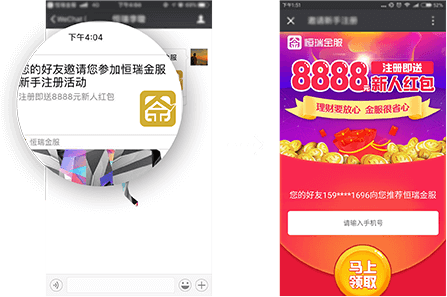 下午4:04
您的好友邀请您参加恒瑞金服
新手注册活动
注册即送8888元新人红包
恒瑞金服
下午1:51
邀请新手注册
恒瑞金服
8888元
注册即送
新人红包
理财要放心 金服很省心
您的好友159****1696向您推荐恒瑞金服
请输入手机号
马上
领取